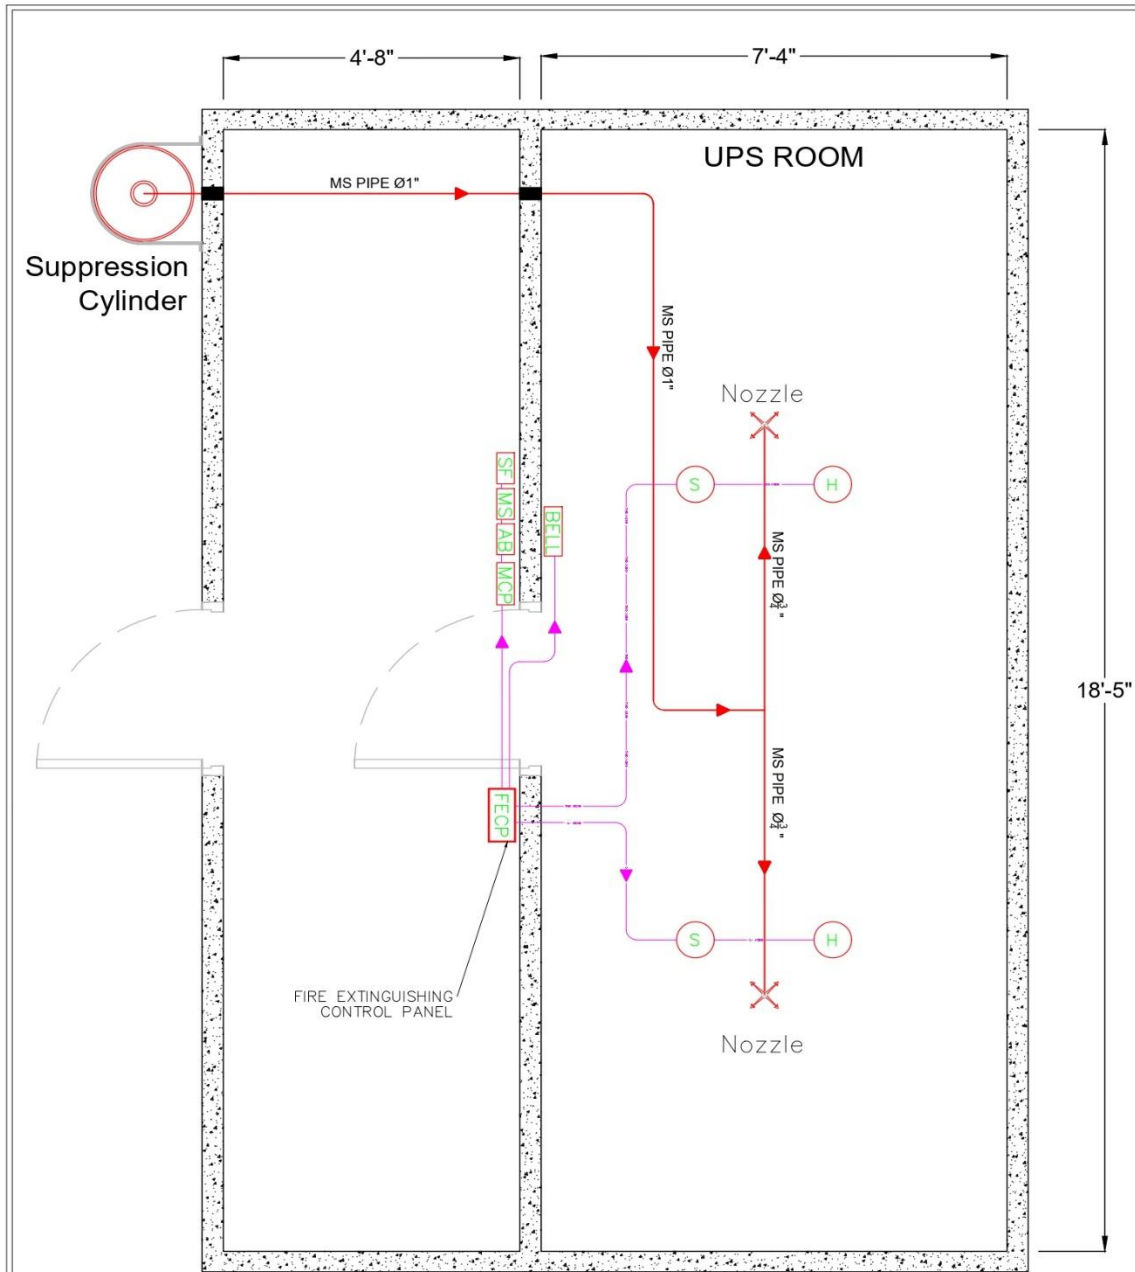 4'-8"
7'-4"
UPS ROOM
MS PIPE Ø1"
Suppression
Cylinder
MS PIPE Ø1"
Nozzle
S
H
SF
MS
AB
MCP
BELL
MS PIPE Ø¾"
18'-5"
MS PIPE Ø¾"
FECP
S
H
FIRE EXTINGUISHING
CONTROL PANEL
Nozzle